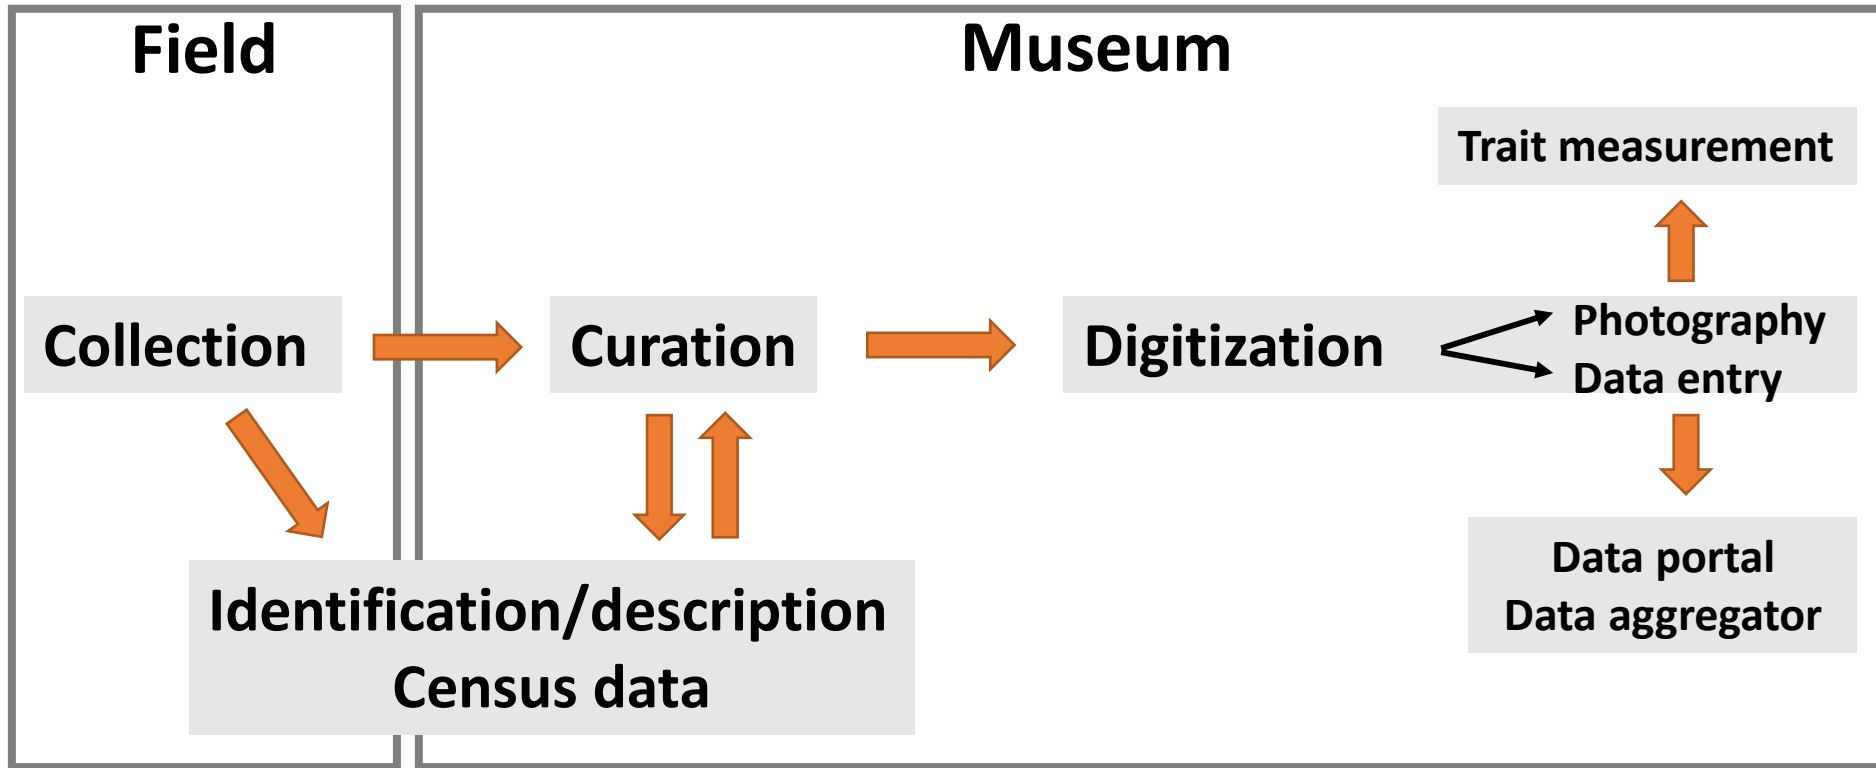 Field
Museum
Trait measurement
Collection
Curation
Digitization
Photography
Data entry
Identification/description
Census data
Data portal
Data aggregator